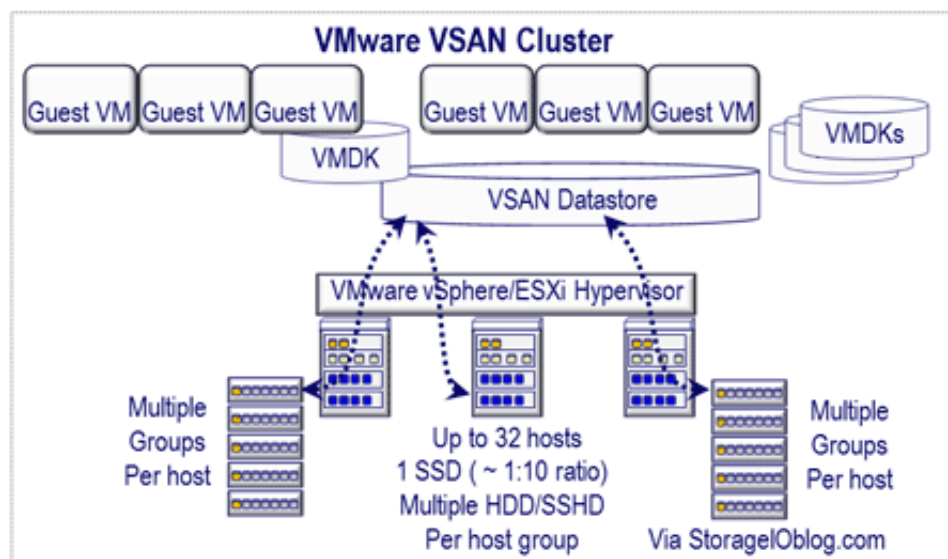 VMware VSAN Cluster
Guest VM Guest VM Guest VM Guest VM Guest VM Guest VM
VMDK
VMDKs
VSAN Datastore
VMware vSphere/ESXi Hypervisor
Multiple
Groups
Per host
Up to 32 hosts
1 SSD ( ~ 1:10 ratio)
Multiple HDD/SSHD
Per host group
Multiple
Groups
Per host
Via StorageIOblog.com